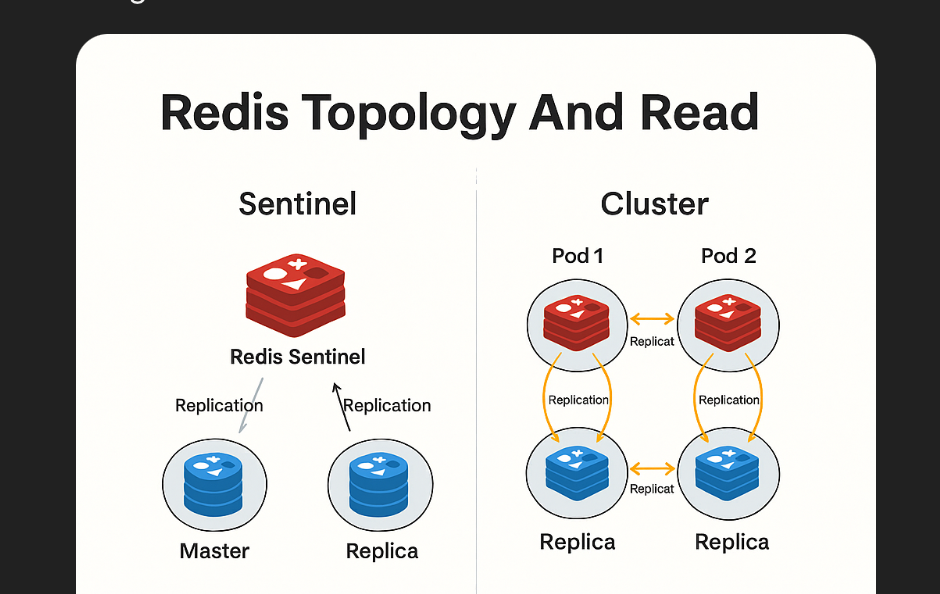 Redis Topology And Read
Sentinel
Redis Sentinel
Replication
Replication
Master
Replica
Cluster
Pod 1
Pod 2
Replicat
Replication
Replication
Replicat
Replica
Replica